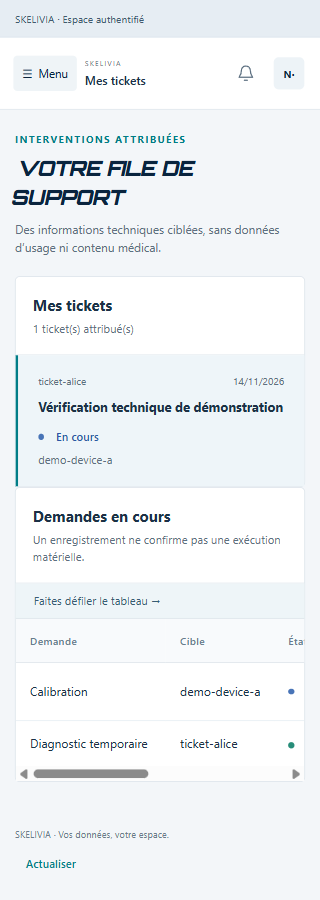 SKELIVIA · Espace authentifié
☰ Menu
SKELIVIA
Mes tickets
N·
INTERVENTIONS ATTRIBUÉES
VOTRE FILE DE
SUPPORT
Des informations techniques ciblées, sans données
d'usage ni contenu médical.
Mes tickets
1 ticket(s) attribué(s)
ticket-alice 14/11/2026
Vérification technique de démonstration
En cours
demo-device-a
Demandes en cours
Un enregistrement ne confirme pas une exécution
matérielle.
Faites défiler le tableau →
Demande Cible Éta
Calibration demo-device-a
Diagnostic temporaire ticket-alice
SKELIVIA · Vos données, votre espace.
Actualiser